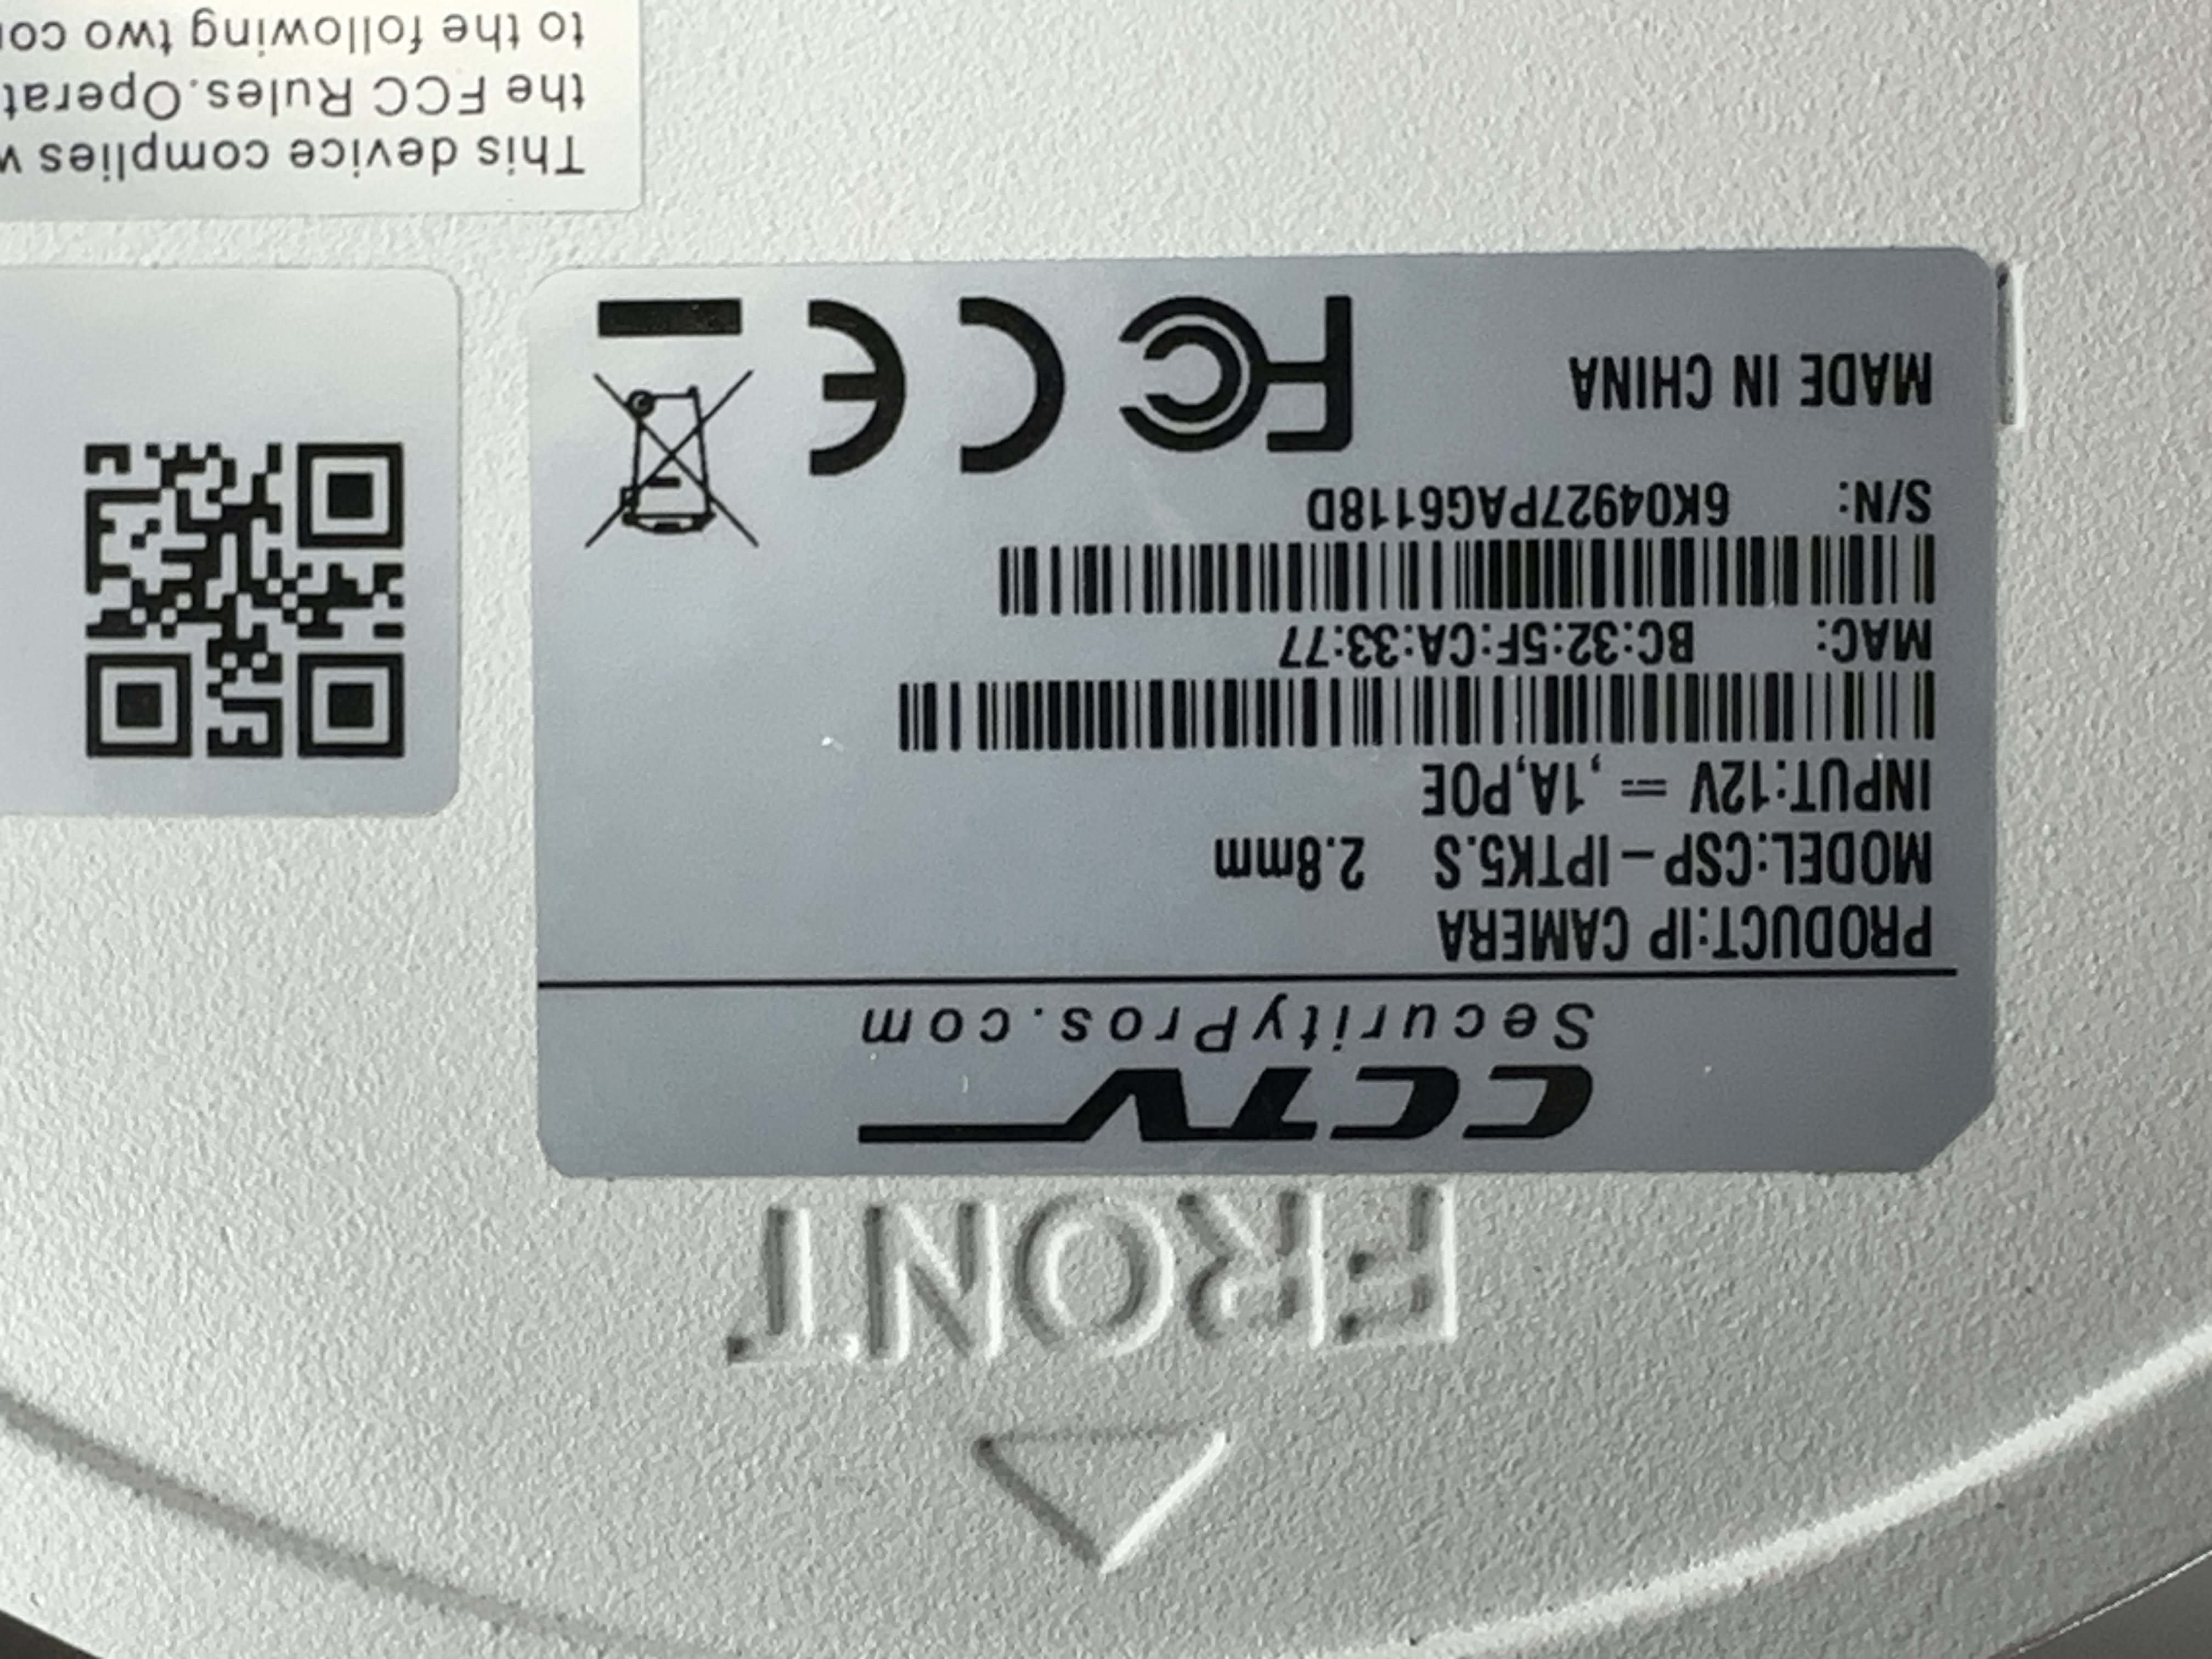 FRONT
CCTV
SecurityPros.com
PRODUCT:IP CAMERA
MODEL:CSP-IPTK5.S 2.8mm
INPUT:12V ⎓ ,1A,POE
MAC: BC:32:5F:CA:33:77
S/N: 6K04927PAG6118D
MADE IN CHINA
FC CE
This device complies w
the FCC Rules.Operat
to the following two co